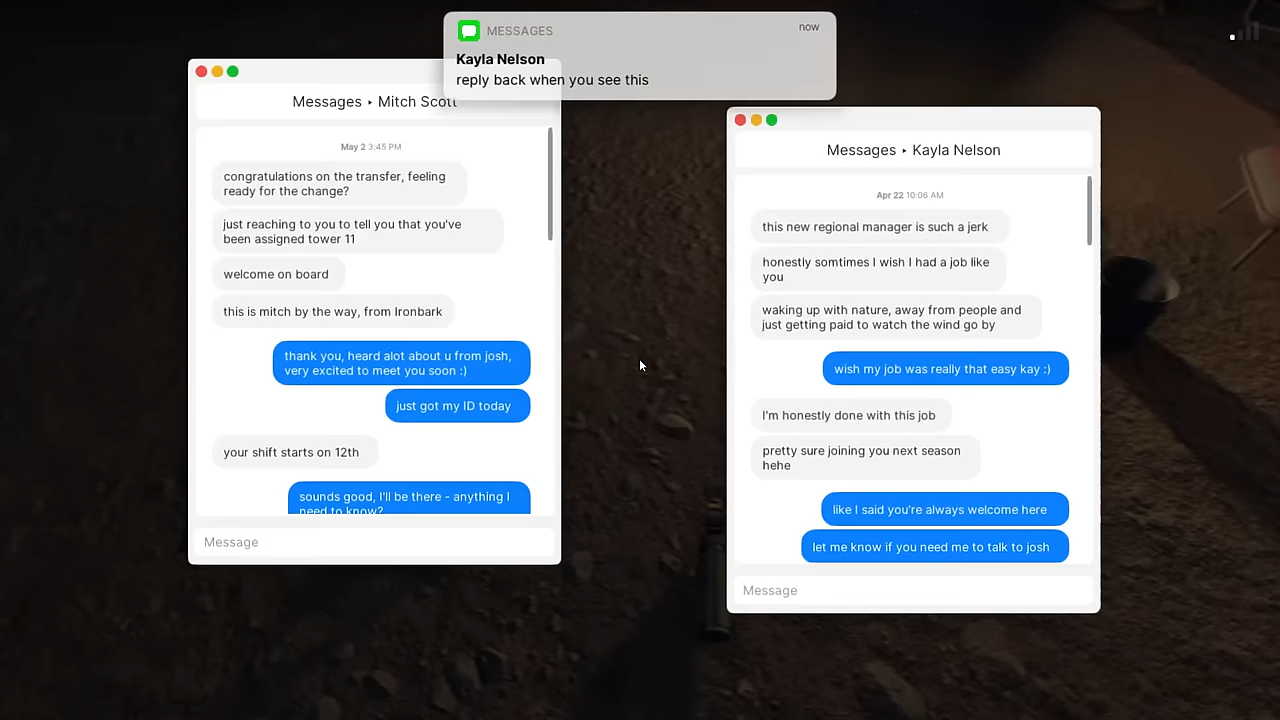 MESSAGES
now
Kayla Nelson
reply back when you see this
Messages ‣ Mitch Scott
May 2 3:45 PM
congratulations on the transfer, feeling
ready for the change?
just reaching to you to tell you that you've
been assigned tower 11
welcome on board
this is mitch by the way, from Ironbark
thank you, heard alot about u from josh,
very excited to meet you soon :)
just got my ID today
your shift starts on 12th
sounds good, I'll be there - anything I
need to know?
Message
Messages ‣ Kayla Nelson
Apr 22 10:06 AM
this new regional manager is such a jerk
honestly somtimes I wish I had a job like
you
waking up with nature, away from people and
just getting paid to watch the wind go by
wish my job was really that easy kay :)
I'm honestly done with this job
pretty sure joining you next season
hehe
like I said you're always welcome here
let me know if you need me to talk to josh
Message